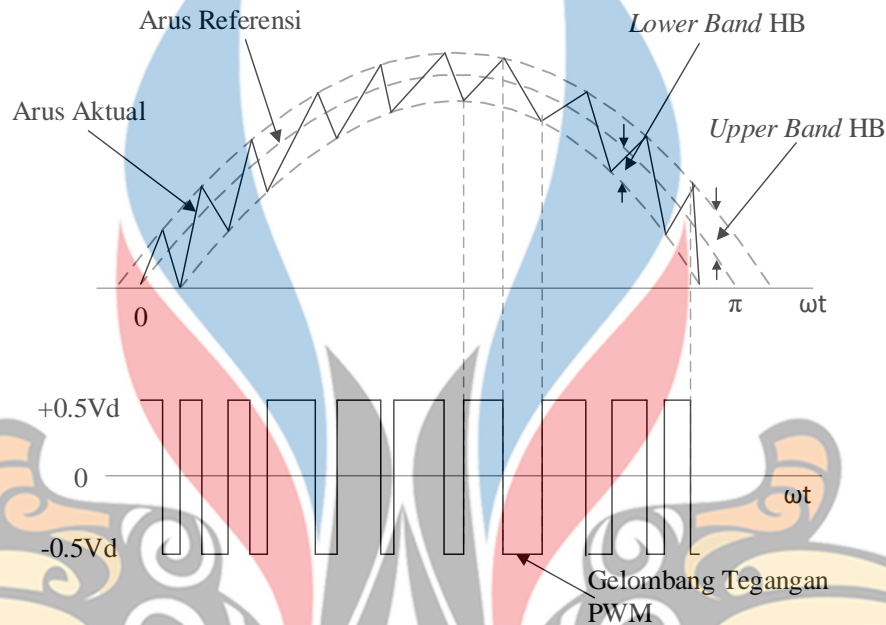 Arus Referensi
Lower Band HB
Arus Aktual
Upper Band HB
0
π
ωt
+0.5Vd
0
ωt
-0.5Vd
Gelombang Tegangan
PWM